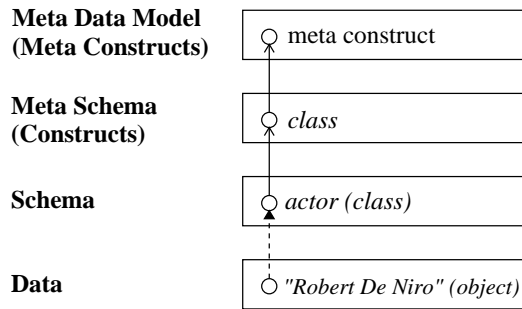 Meta Data Model
(Meta Constructs)
meta construct
Meta Schema
(Constructs)
class
Schema
actor (class)
Data
"Robert De Niro" (object)